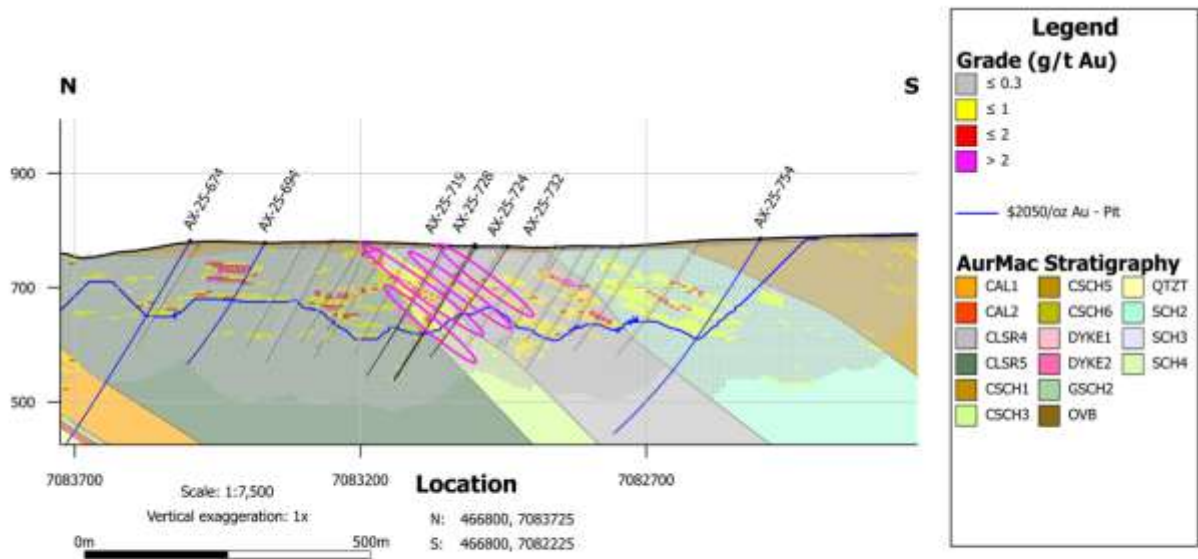 N
S
900
700
500
AX-25-674
AX-25-694
AX-25-719
AX-25-728
AX-25-724
AX-25-732
AX-25-754
7083700
7083200
7082700
Scale: 1:7,500
Vertical exaggeration: 1x
0m
500m
Location
N: 466800, 7083725
S: 466800, 7082225
Legend
Grade (g/t Au)
≤ 0.3
≤ 1
≤ 2
> 2
$2050/oz Au - Pit
AurMac Stratigraphy
CAL1
CAL2
CLSR4
CLSR5
CSCH1
CSCH3
CSCH5
CSCH6
DYKE1
DYKE2
GSCH2
OVB
QTZT
SCH2
SCH3
SCH4